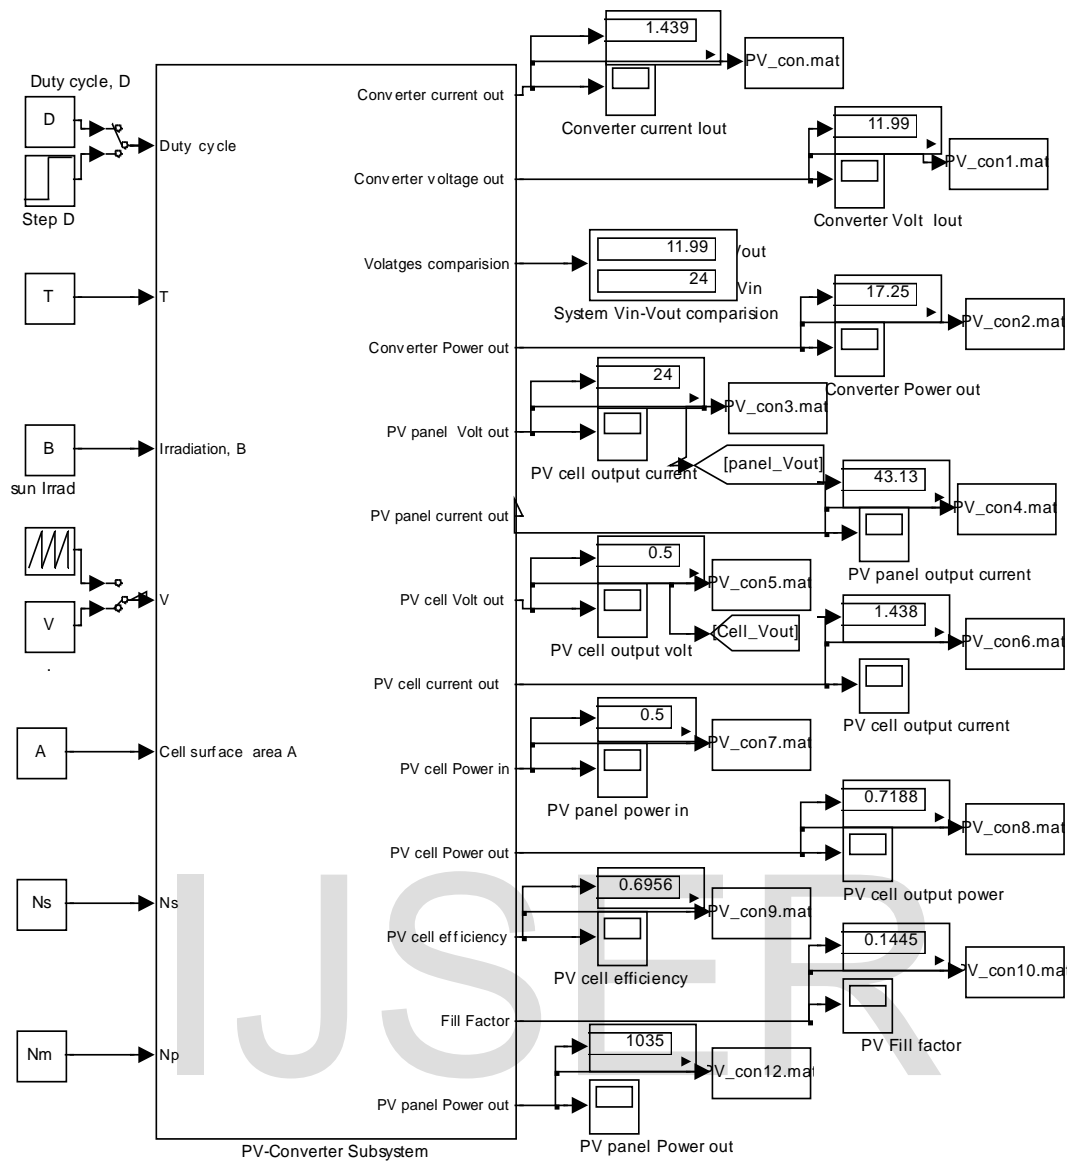 1.439
PV_con.mat
Duty cycle, D
Converter current out
D
Converter current Iout
11.99
Duty cycle
PV_con1.mat
Converter voltage out
Step D
Converter Volt Iout
11.99
/out
Volatges comparision
24
Vin
T
T
System Vin-Vout comparision
17.25
PV_con2.mat
Converter Power out
24
Converter Power out
PV_con3.mat
PV panel Volt out
B
Irradiation, B
PV cell output current
[panel_Vout]
43.13
sun Irrad
PV_con4.mat
PV panel current out
0.5
PV panel output current
PV_con5.mat
PV cell Volt out
V
V
1.438
[Cell_Vout]
PV_con6.mat
.
PV cell output volt
PV cell current out
0.5
PV cell output current
A
Cell surface area A
PV_con7.mat
PV cell Power in
0.7188
PV panel power in
PV_con8.mat
PV cell Power out
0.6956
PV cell output power
Ns
Ns
PV_con9.mat
PV cell efficiency
0.1445
PV cell efficiency
V_con10.mat
Fill Factor
1035
PV Fill factor
Nm
Np
PV_con12.mat
PV panel Power out
PV panel Power out
PV-Converter Subsystem
IJSER